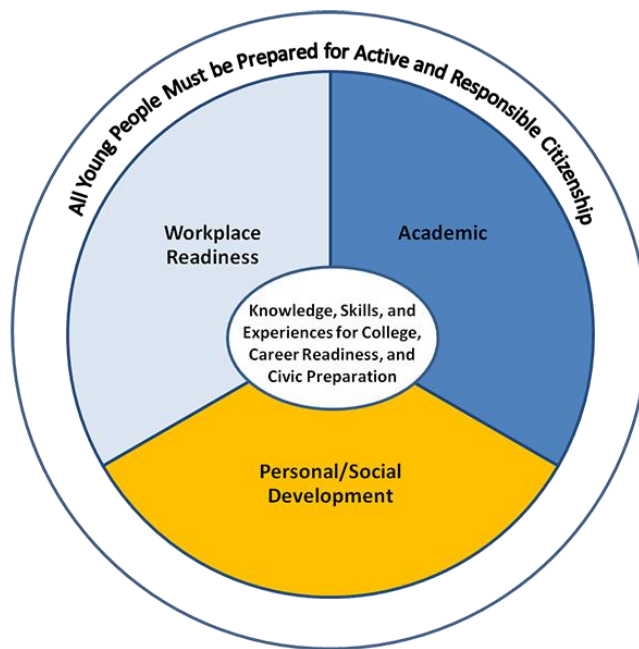 All Young People Must be Prepared for Active and Responsible Citizenship
Workplace
Readiness
Academic
Knowledge, Skills, and
Experiences for College,
Career Readiness, and
Civic Preparation
Personal/Social
Development